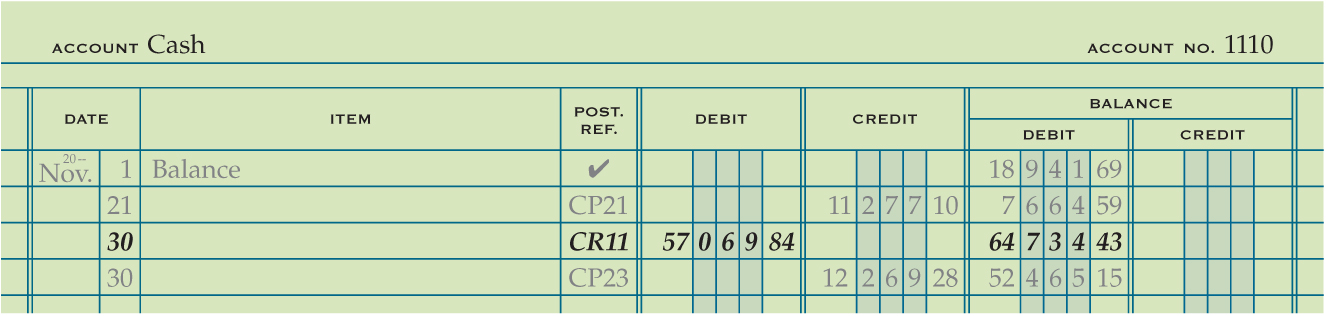 ACCOUNT Cash ACCOUNT NO. 1110
DATE ITEM POST. REF. DEBIT CREDIT BALANCE
DEBIT CREDIT
20-- Nov. 1 Balance ✔ 18 9 4 1 69
21 CP21 11 2 7 7 10 7 6 6 4 59
30 CR11 57 0 6 9 84 64 7 3 4 43
30 CP23 12 2 6 9 28 52 4 6 5 15